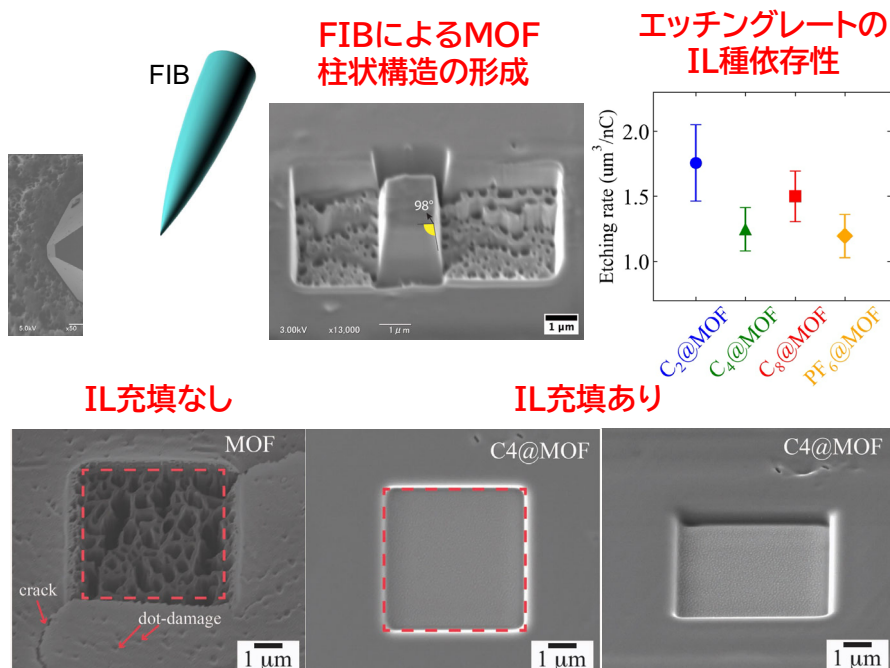 FIB
FIBによるMOF
柱状構造の形成
エッチングレートの
IL種依存性
5.0kV x50
98°
3.00kV x13,000 1μm
1 μm
Etching rate (um³/nC)
2.0
1.5
1.0
C₂@MOF
C₄@MOF
C₈@MOF
PF₆@MOF
IL充填なし
IL充填あり
MOF
crack
dot-damage
1 μm
C4@MOF
1 μm
C4@MOF
1 μm